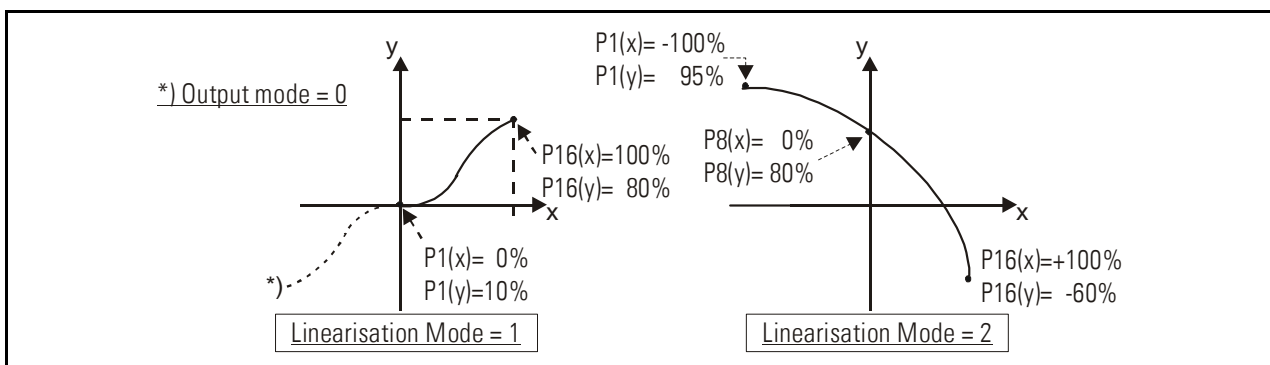 *) Output mode = 0
y
P16(x)=100%
P16(y)= 80%
x
P1(x)= 0%
P1(y)=10%
*)
Linearisation Mode = 1
P1(x)= -100%
P1(y)= 95%
y
P8(x)= 0%
P8(y)= 80%
x
P16(x)=+100%
P16(y)= -60%
Linearisation Mode = 2